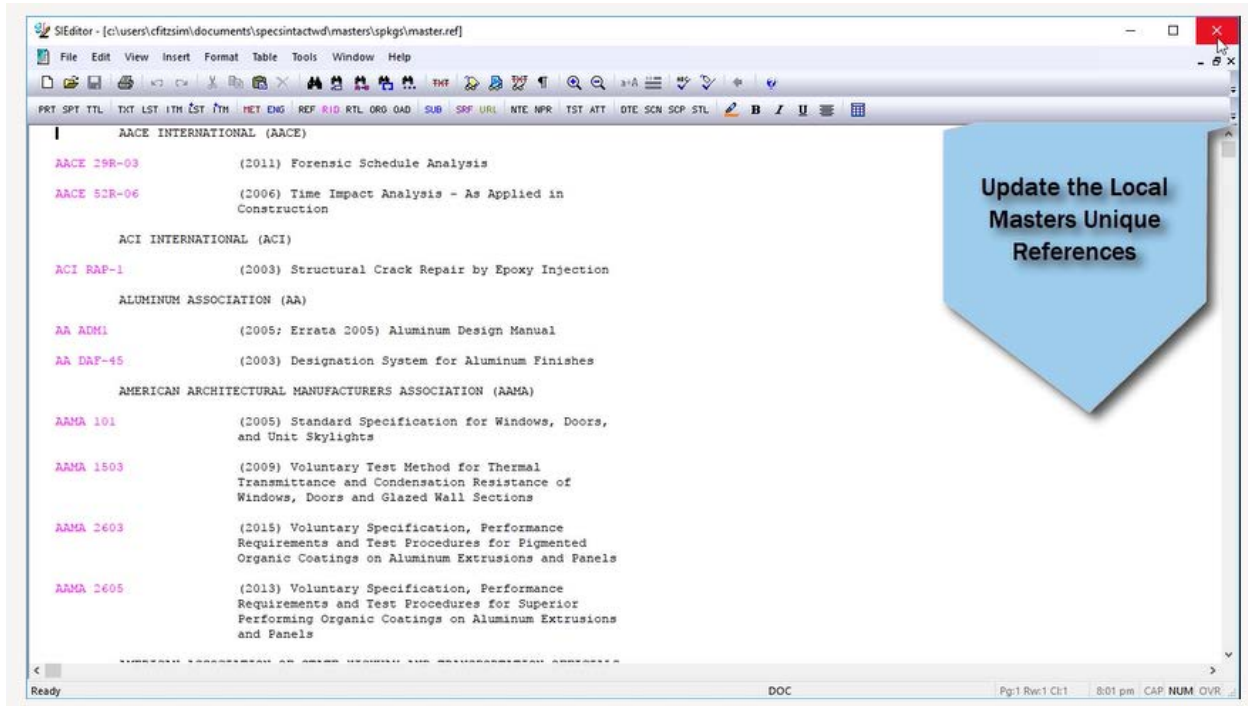 SIEditor - [c:\users\cfitzsim\documents\specsintactwd\masters\spkgs\master.ref]
File Edit View Insert Format Table Tools Window Help
PRT SPT TTL TXT LST ITM LST ITM MET ENG REF RID RTL ORG OAD SUB SRF URL NTE NPR TST ATT DTE SCN SCP STL B I U
AACE INTERNATIONAL (AACE)
AACE 29R-03 (2011) Forensic Schedule Analysis
AACE 52R-06 (2006) Time Impact Analysis - As Applied in
Construction
ACI INTERNATIONAL (ACI)
ACI RAP-1 (2003) Structural Crack Repair by Epoxy Injection
ALUMINUM ASSOCIATION (AA)
AA ADM1 (2005; Errata 2005) Aluminum Design Manual
AA DAF-45 (2003) Designation System for Aluminum Finishes
AMERICAN ARCHITECTURAL MANUFACTURERS ASSOCIATION (AAMA)
AAMA 101 (2005) Standard Specification for Windows, Doors,
and Unit Skylights
AAMA 1503 (2009) Voluntary Test Method for Thermal
Transmittance and Condensation Resistance of
Windows, Doors and Glazed Wall Sections
AAMA 2603 (2015) Voluntary Specification, Performance
Requirements and Test Procedures for Pigmented
Organic Coatings on Aluminum Extrusions and Panels
AAMA 2605 (2013) Voluntary Specification, Performance
Requirements and Test Procedures for Superior
Performing Organic Coatings on Aluminum Extrusions
and Panels
Update the Local
Masters Unique
References
Ready DOC Pg:1 Rw:1 Cl:1 8:01 pm CAP NUM OVR